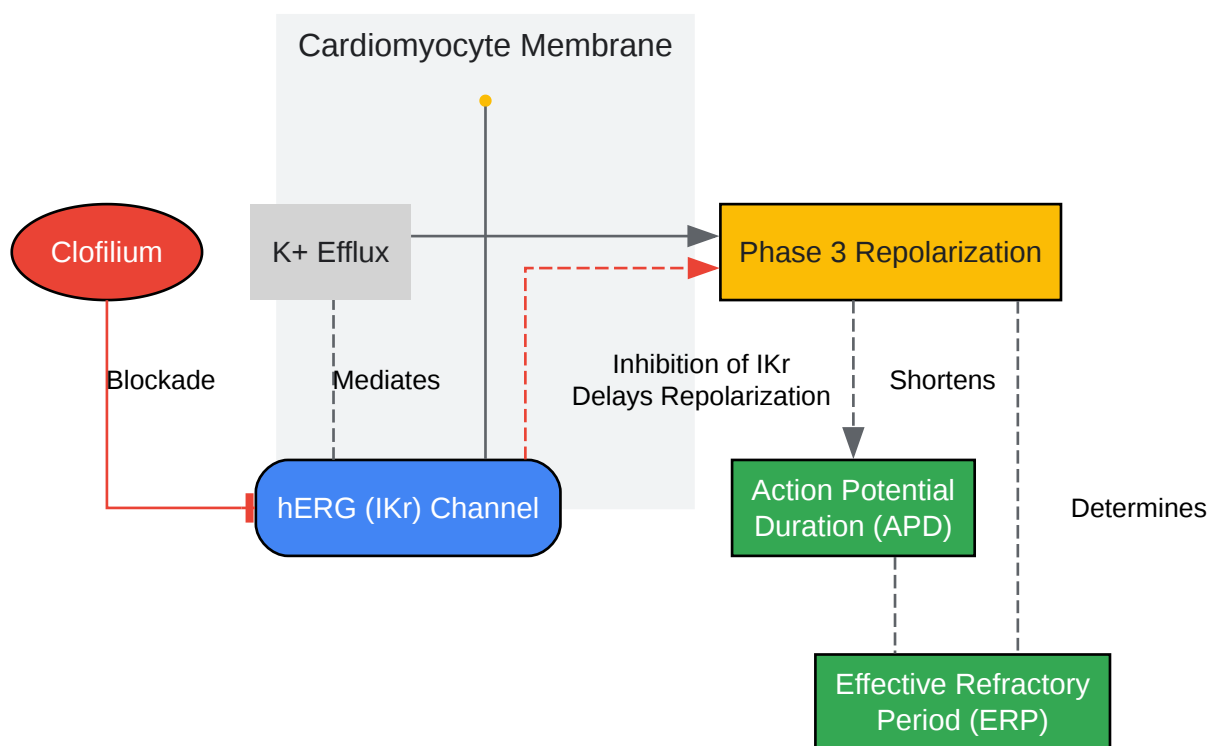 Cardiomyocyte Membrane
Clofilium
K+ Efflux
Phase 3 Repolarization
Blockade
Mediates
Inhibition of IKr
Delays Repolarization
Shortens
hERG (IKr) Channel
Action Potential
Duration (APD)
Determines
Effective Refractory
Period (ERP)